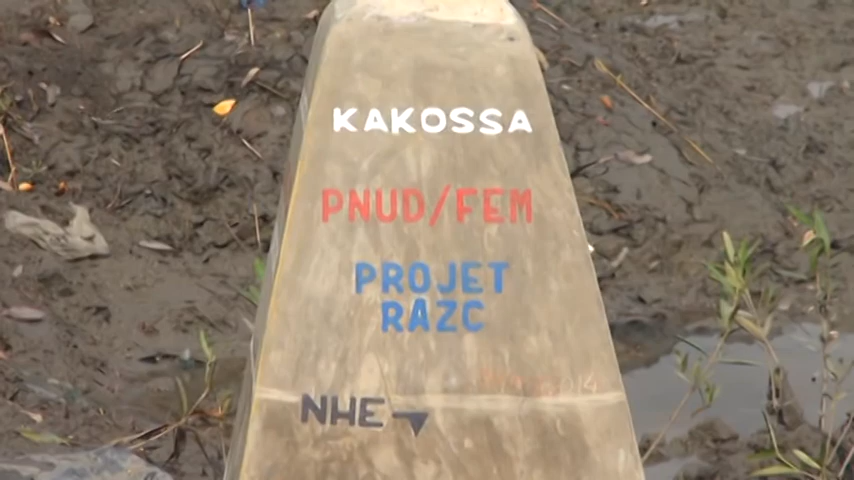 KAKOSSA
PNUD/FEM
PROJET
RAZC
NHE